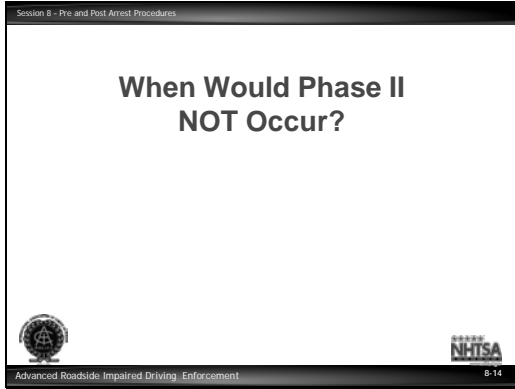 Session 8 - Pre and Post Arrest Procedures
When Would Phase II
NOT Occur?
NHTSA
Advanced Roadside Impaired Driving Enforcement
8-14